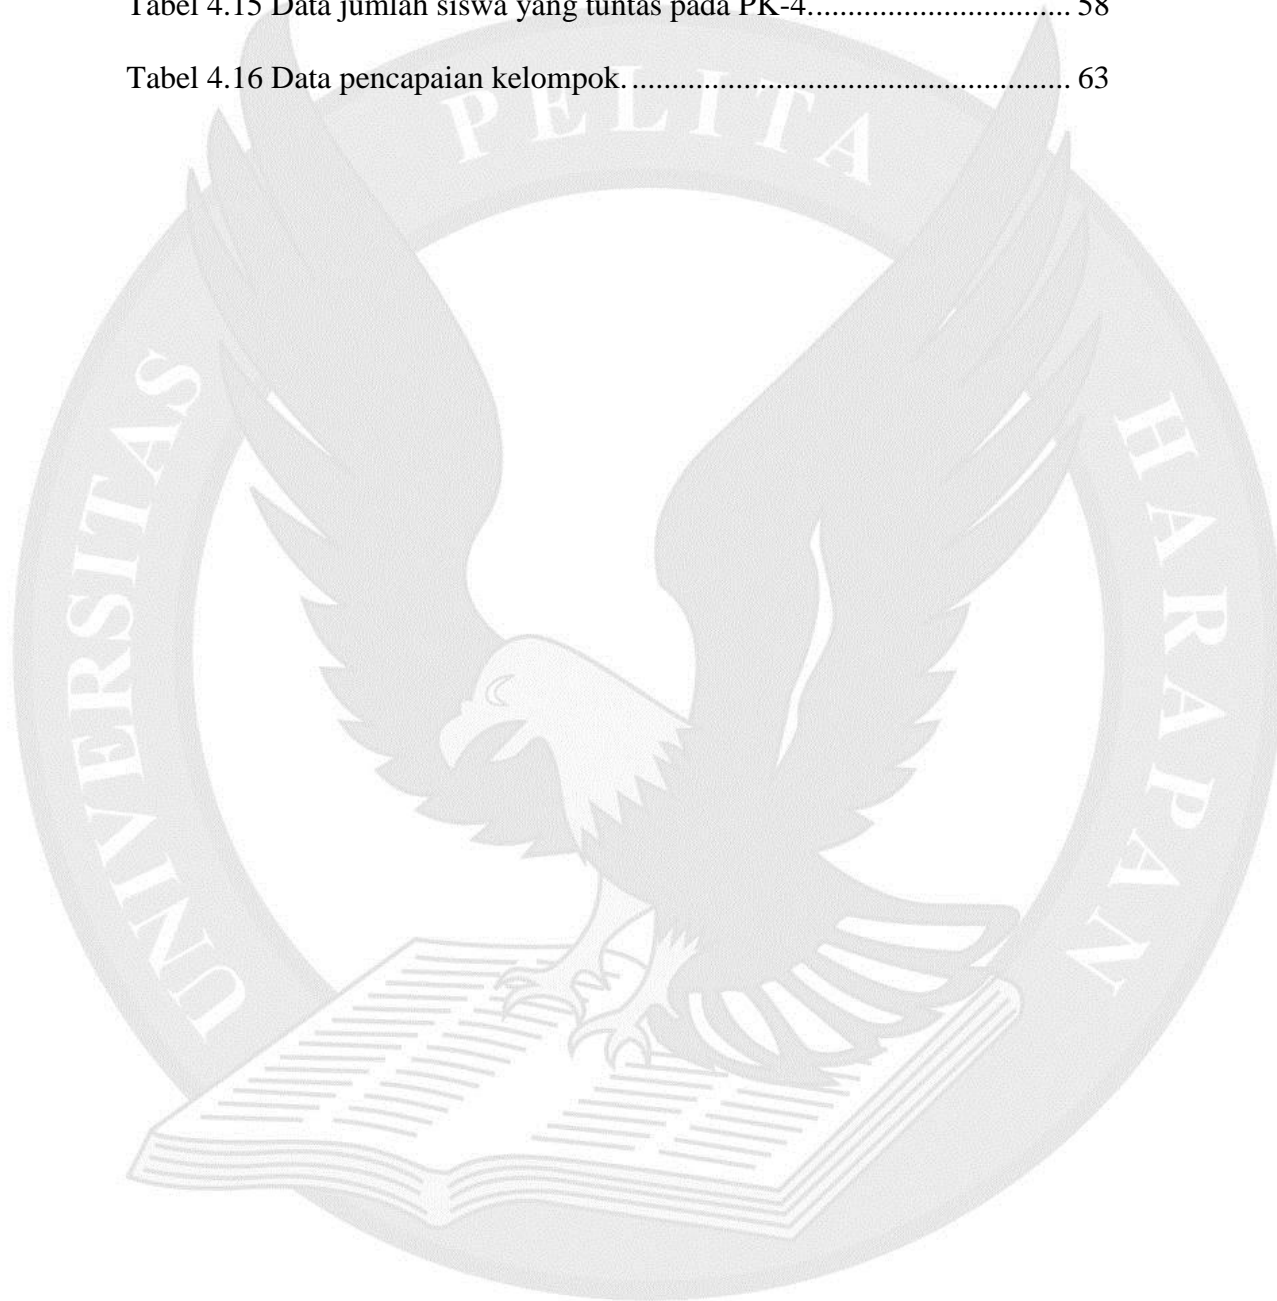 Tabel 4.15 Data jumlah siswa yang tuntas pada PK-4................................. 58
Tabel 4.16 Data pencapaian kelompok........................................................ 63
UNIVERSITAS PELITA HARAPAN